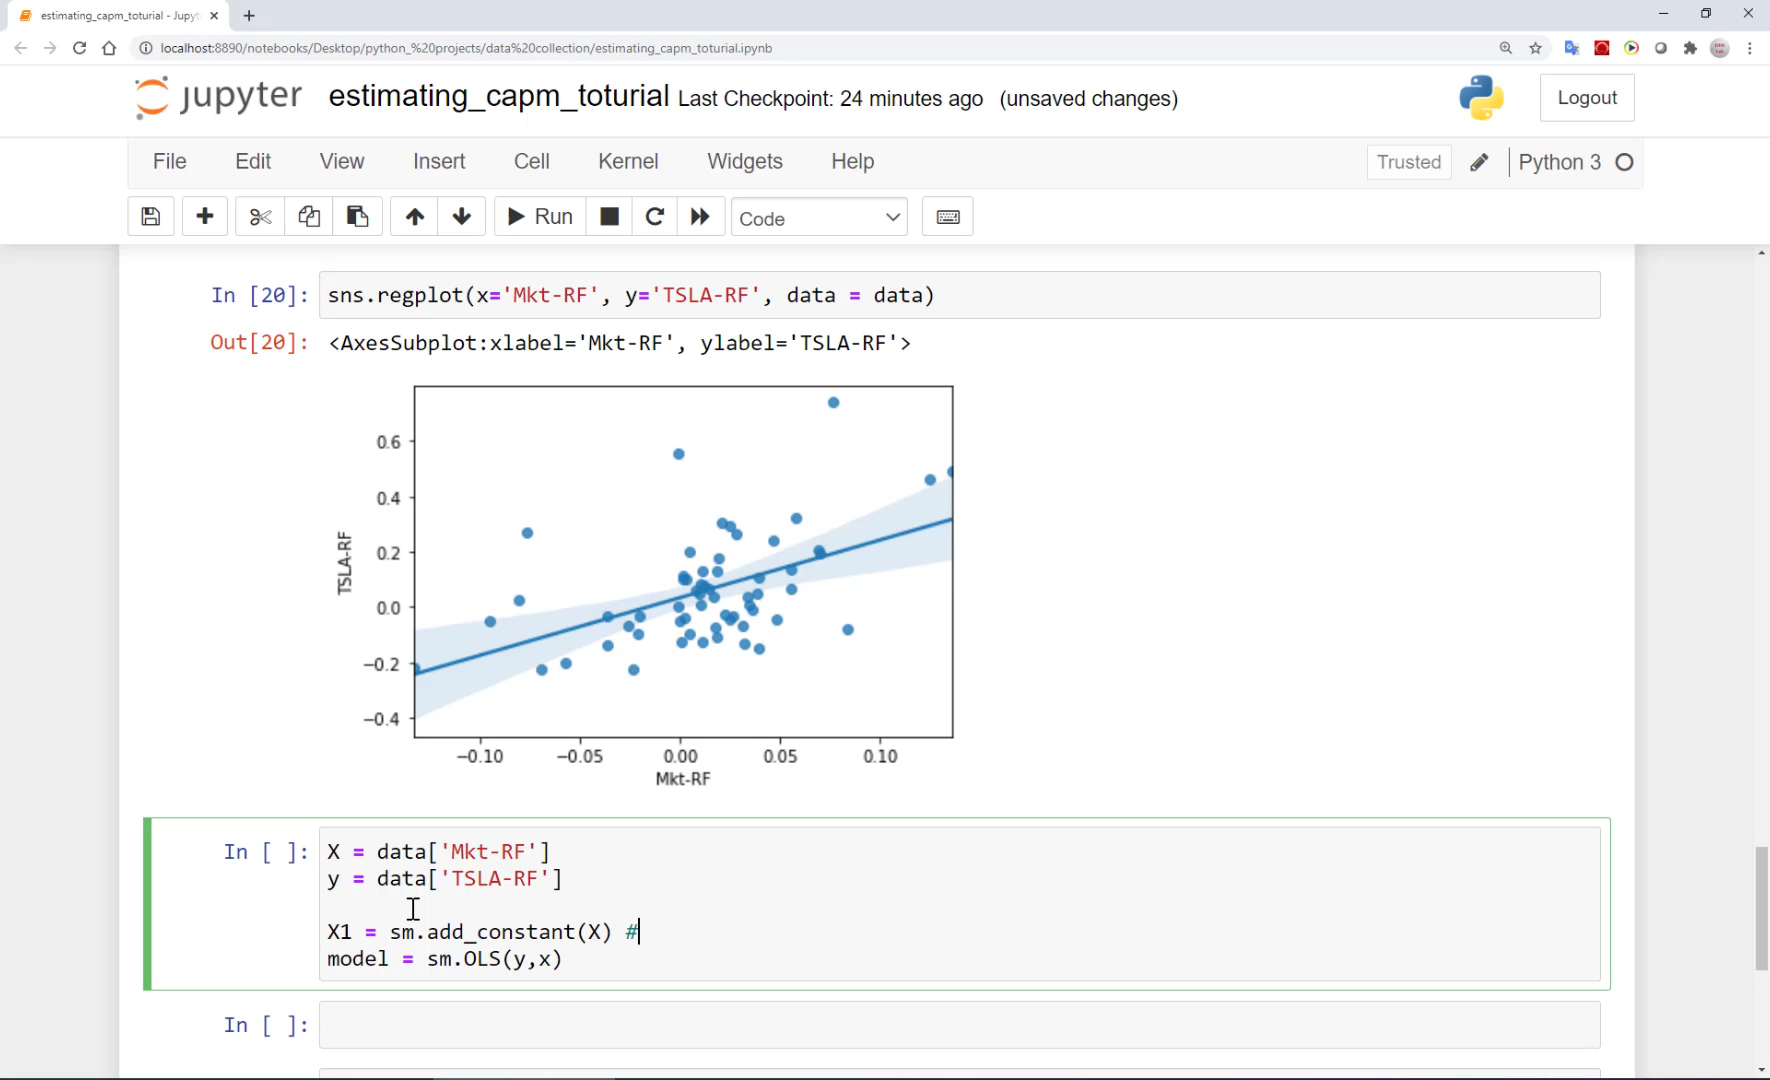 estimating_capm_toturial - Jupyt
localhost:8890/notebooks/Desktop/python_%20projects/data%20collection/estimating_capm_toturial.ipynb
jupyter estimating_capm_toturial Last Checkpoint: 24 minutes ago (unsaved changes)
Logout
File Edit View Insert Cell Kernel Widgets Help
Trusted Python 3
Run Code
In [20]: sns.regplot(x='Mkt-RF', y='TSLA-RF', data = data)
Out[20]: <AxesSubplot:xlabel='Mkt-RF', ylabel='TSLA-RF'>
0.6
0.4
0.2
0.0
−0.2
−0.4
TSLA-RF
−0.10 −0.05 0.00 0.05 0.10
Mkt-RF
In [ ]: X = data['Mkt-RF']
y = data['TSLA-RF']
X1 = sm.add_constant(X) #
model = sm.OLS(y,x)
In [ ]: